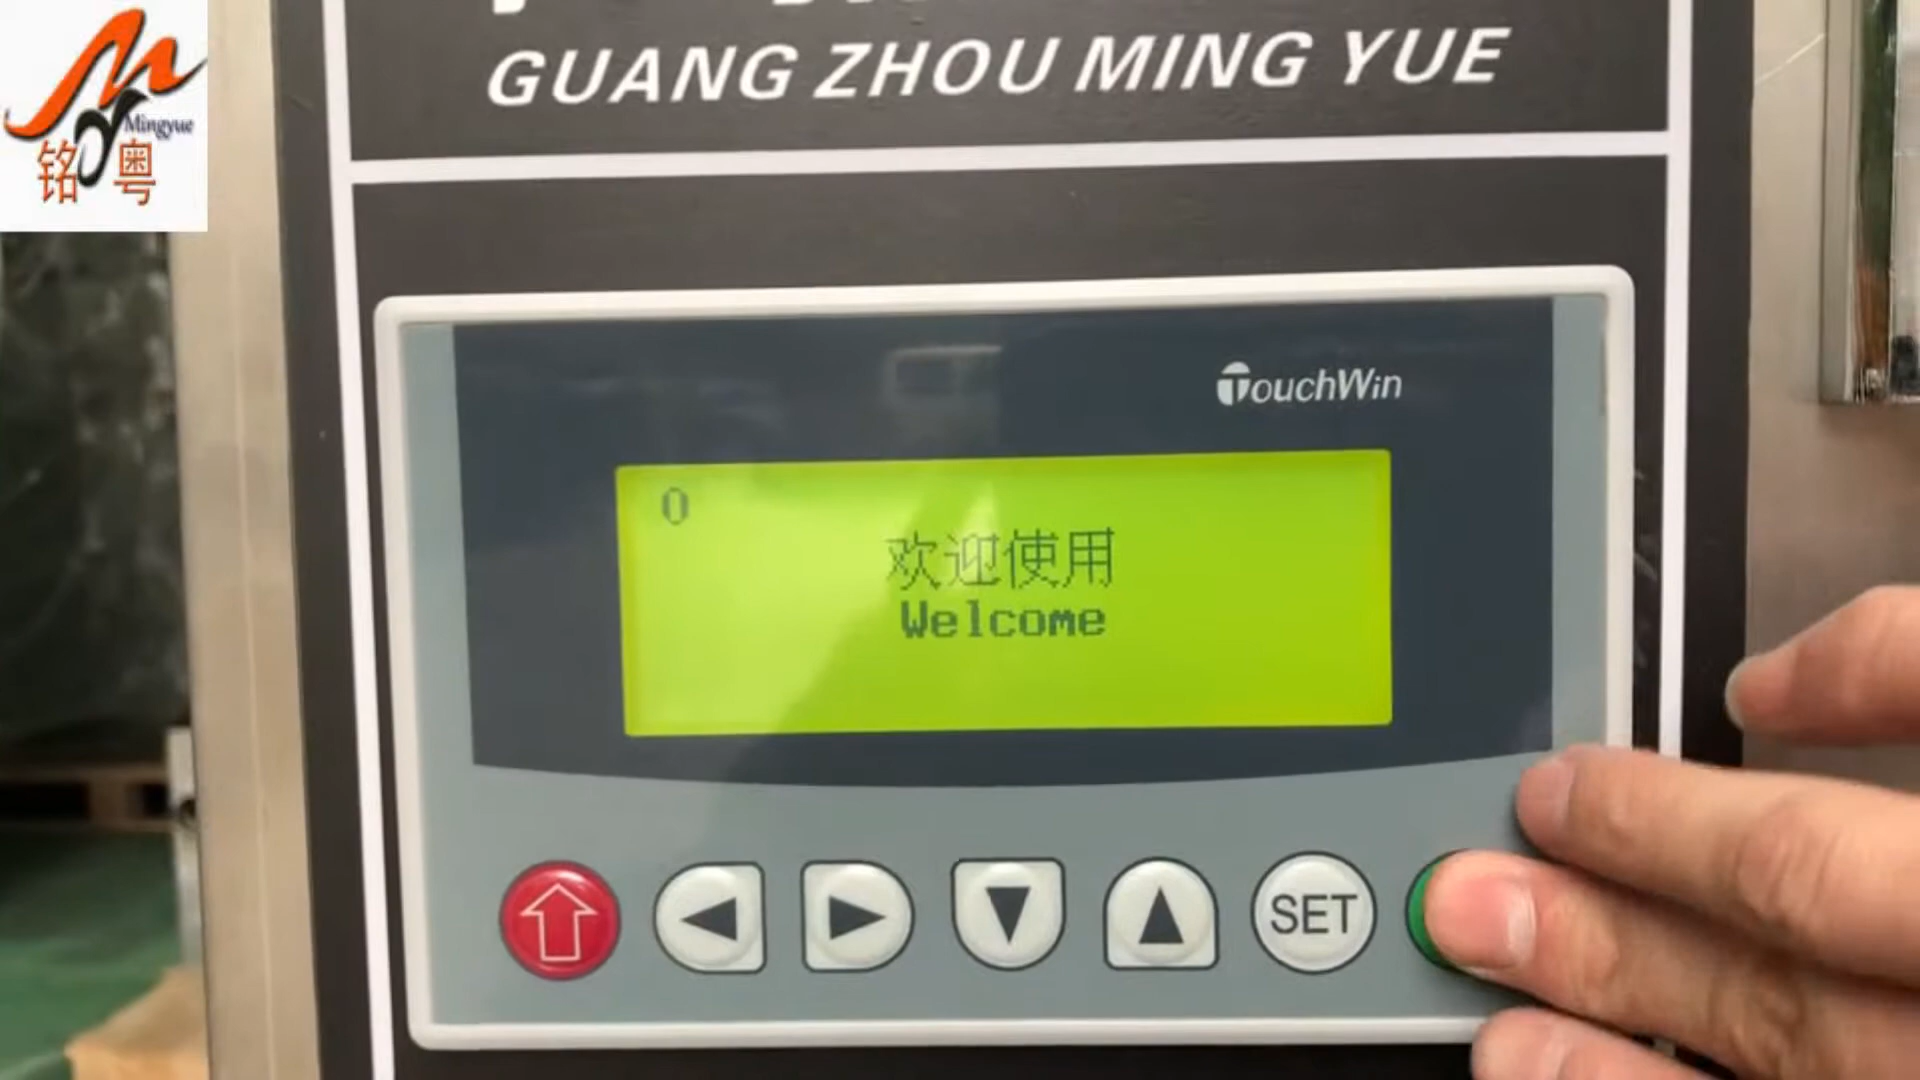 Mingyue
铭粤
GUANG ZHOU MING YUE
TouchWin
0
欢迎使用
Welcome
SET